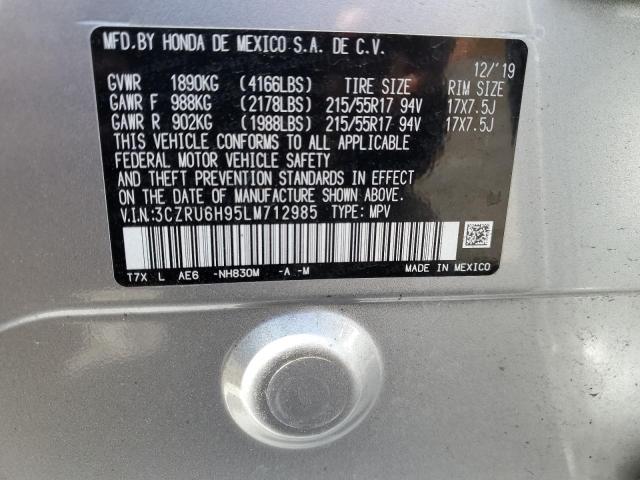 MFD.BY HONDA DE MEXICO S.A. DE C.V.
12/'19
GVWR 1890KG (4166LBS) TIRE SIZE RIM SIZE
GAWR F 988KG (2178LBS) 215/55R17 94V 17X7.5J
GAWR R 902KG (1988LBS) 215/55R17 94V 17X7.5J
THIS VEHICLE CONFORMS TO ALL APPLICABLE
FEDERAL MOTOR VEHICLE SAFETY
AND THEFT PREVENTION STANDARDS IN EFFECT
ON THE DATE OF MANUFACTURE SHOWN ABOVE.
V.I.N:3CZRU6H95LM712985 TYPE: MPV
T7X L AE6 -NH830M -A -M MADE IN MEXICO